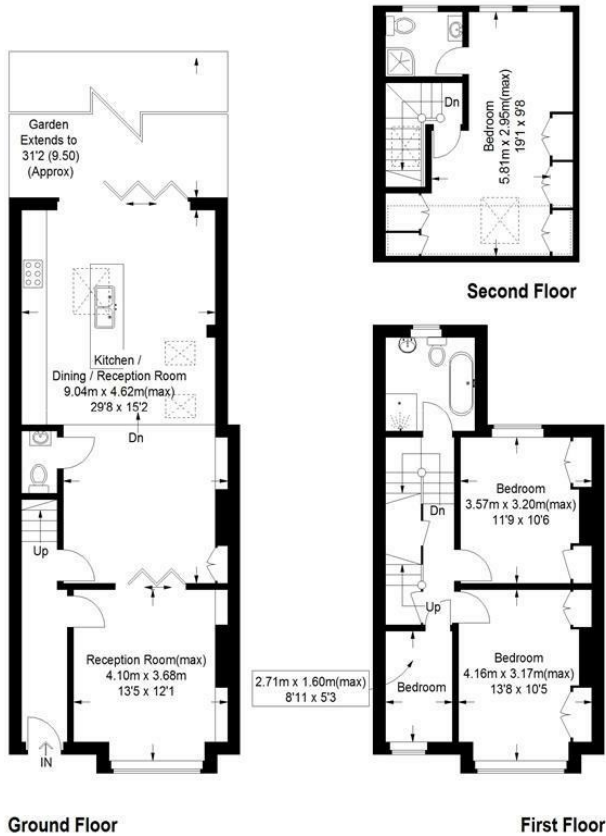 Garden
Extends to
31'2 (9.50)
(Approx)
Kitchen /
Dining / Reception Room
9.04m x 4.62m(max)
29'8 x 15'2
Dn
Up
Reception Room(max)
4.10m x 3.68m
13'5 x 12'1
IN
Ground Floor
Dn
Bedroom
5.81m x 2.95m(max)
19'1 x 9'8
Second Floor
Dn
Bedroom
3.57m x 3.20m(max)
11'9 x 10'6
Up
Bedroom
4.16m x 3.17m(max)
13'8 x 10'5
2.71m x 1.60m(max)
8'11 x 5'3
Bedroom
First Floor